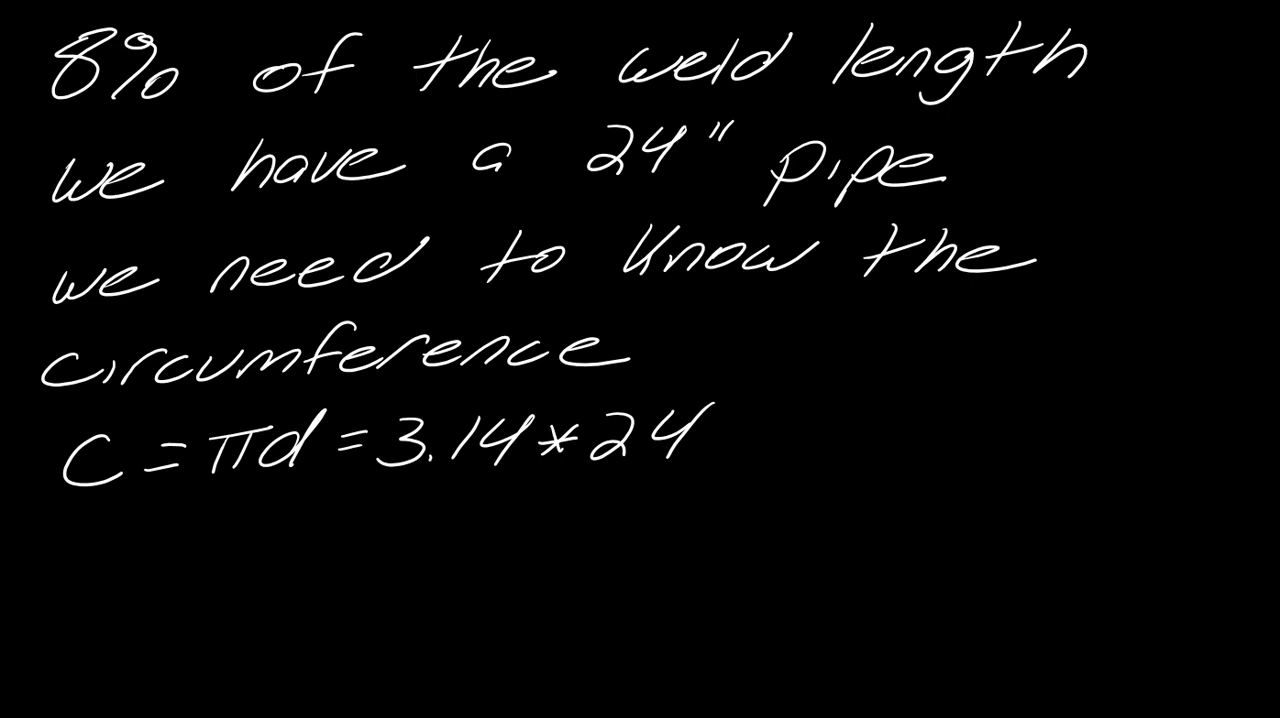 8% of the weld length
we have a 24" pipe
we need to know the
circumference
C = πd = 3.14 * 24